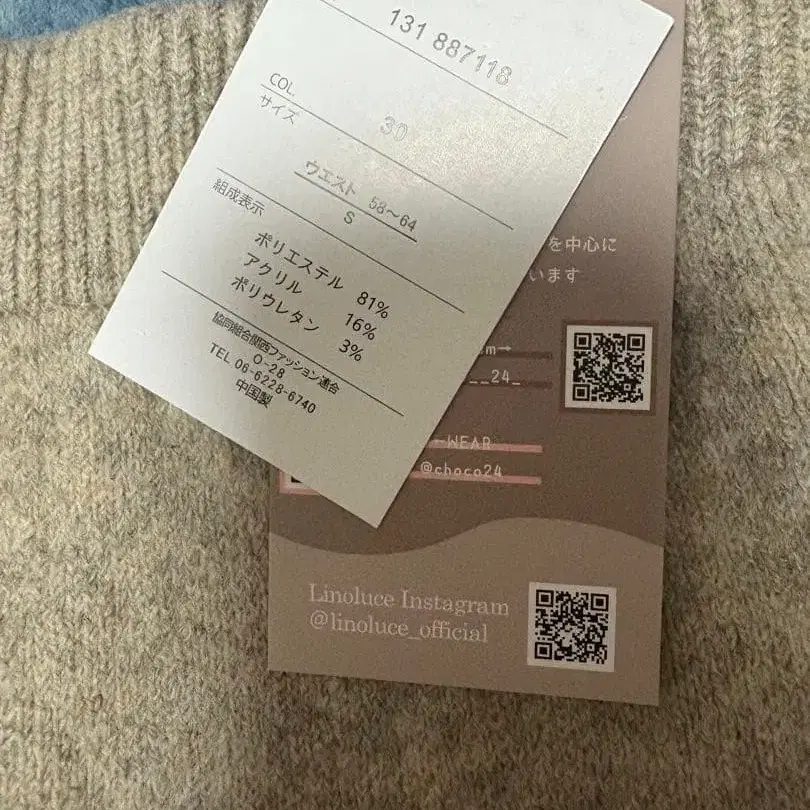 131 887118
COL. 30
サイズ
ウエスト 58~64
S
組成表示
ポリエステル 81%
アクリル 16%
ポリウレタン 3%
協同組合関西ファッション連合
O-28
TEL 06-6228-6740
中国製
を中心に
います
em→
__24_
←WEAR
@choco24
Linoluce Instagram
@linoluce_official